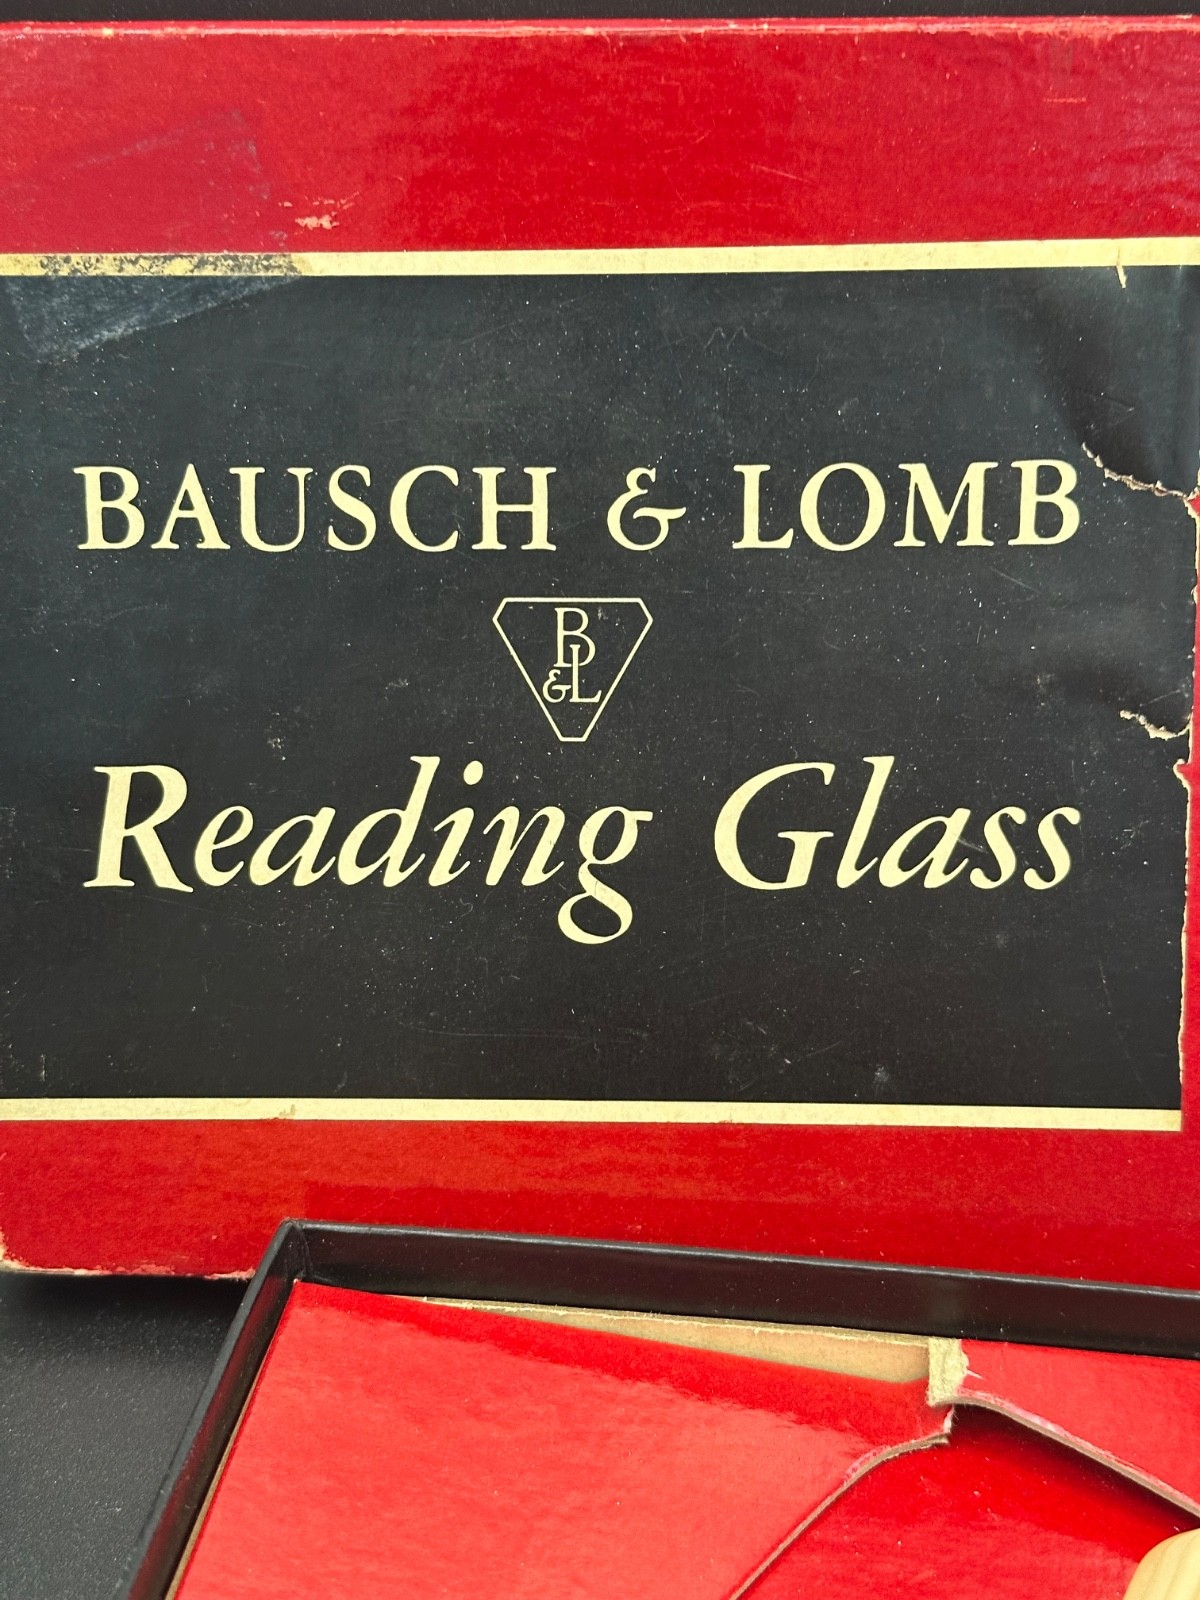 BAUSCH & LOMB
B
&L
Reading Glass